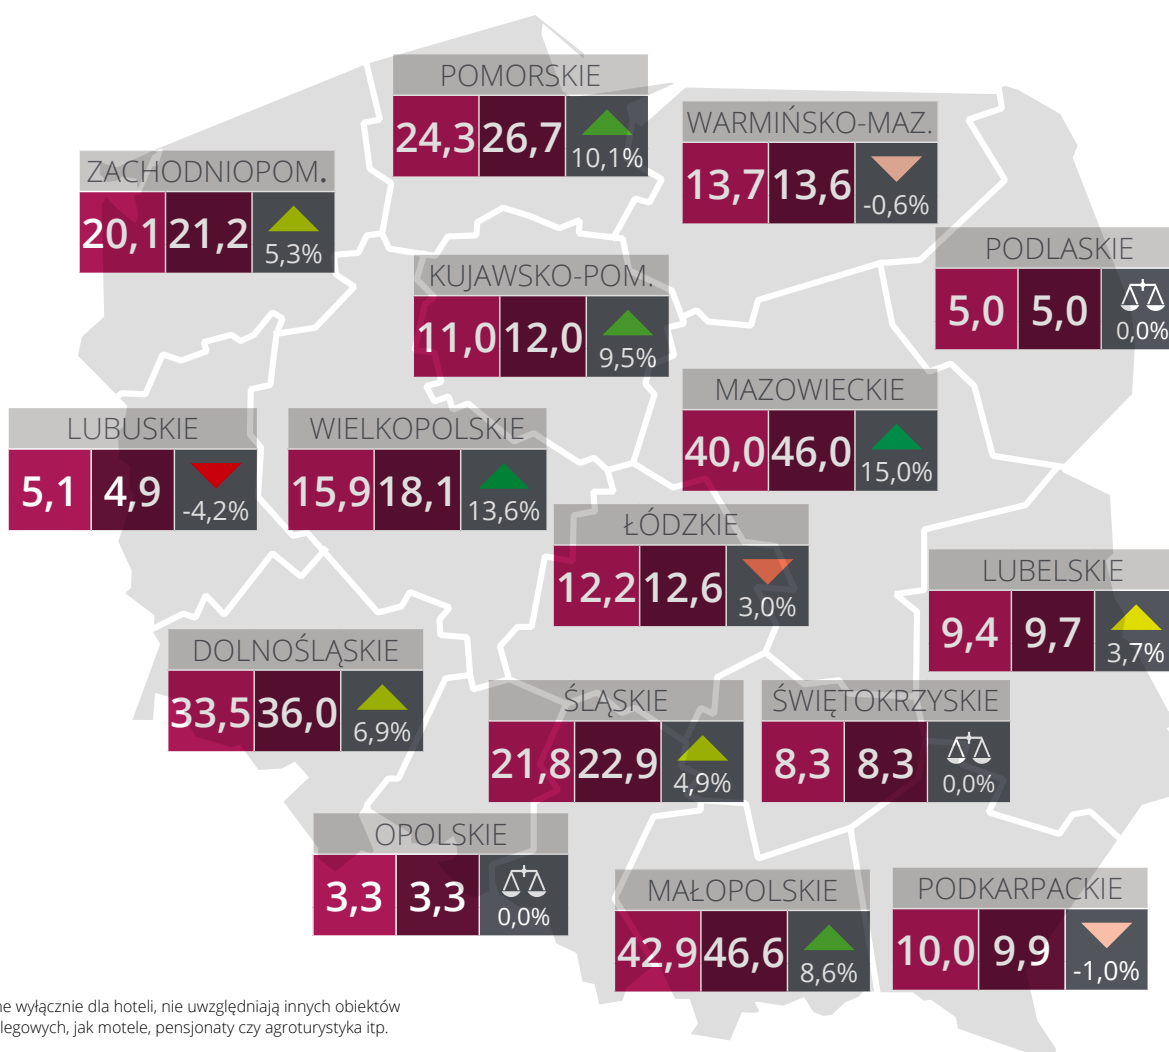 POMORSKIE
24,3 26,7 10,1%
WARMIŃSKO-MAZ.
13,7 13,6 -0,6%
ZACHODNIOPOM.
20,1 21,2 5,3%
PODLASKIE
5,0 5,0 0,0%
KUJAWSKO-POM.
11,0 12,0 9,5%
MAZOWIECKIE
40,0 46,0 15,0%
LUBUSKIE
5,1 4,9 -4,2%
WIELKOPOLSKIE
15,9 18,1 13,6%
ŁÓDZKIE
12,2 12,6 3,0%
LUBELSKIE
9,4 9,7 3,7%
DOLNOŚLĄSKIE
33,5 36,0 6,9%
ŚLĄSKIE
21,8 22,9 4,9%
ŚWIĘTOKRZYSKIE
8,3 8,3 0,0%
OPOLSKIE
3,3 3,3 0,0%
MAŁOPOLSKIE
42,9 46,6 8,6%
PODKARPACKIE
10,0 9,9 -1,0%
wyłącznie dla hoteli, nie uwzględniają innych obiektów
jak motele, pensjonaty czy agroturystyka itp.